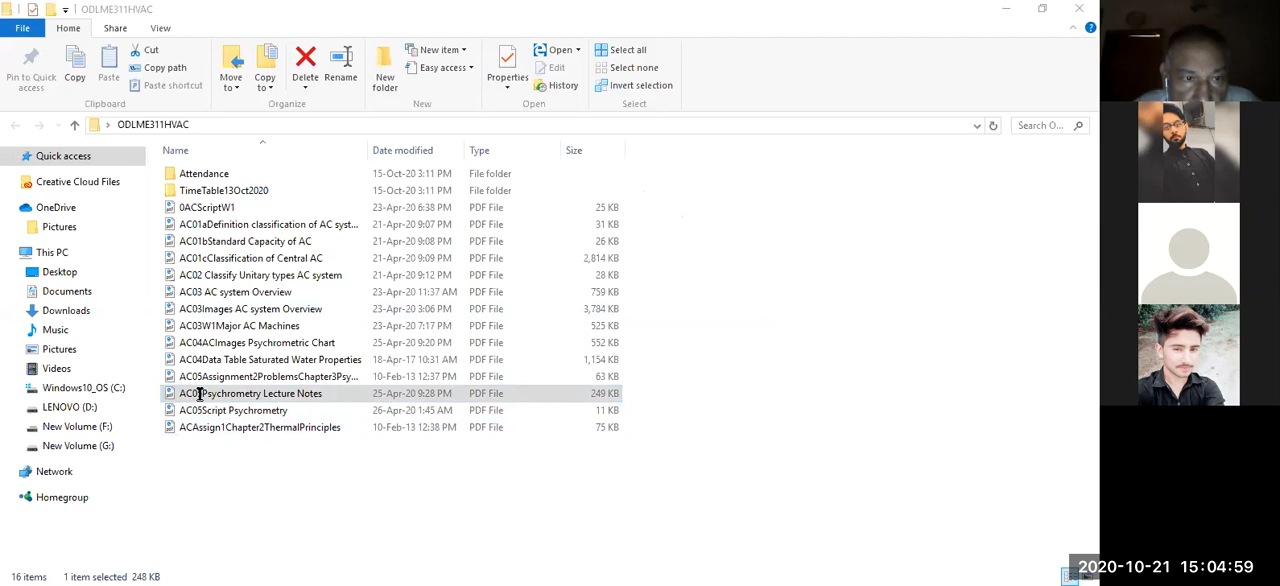 ODLME311HVAC
File Home Share View
Pin to Quick access
Copy
Paste
Cut
Copy path
Paste shortcut
Clipboard
Move to
Copy to
Delete
Rename
Organize
New folder
New item
Easy access
New
Properties
Open
Edit
History
Open
Select all
Select none
Invert selection
Select
ODLME311HVAC
Search O...
Quick access
Creative Cloud Files
OneDrive
Pictures
This PC
Desktop
Documents
Downloads
Music
Pictures
Videos
Windows10_OS (C:)
LENOVO (D:)
New Volume (F:)
New Volume (G:)
Network
Homegroup
Name Date modified Type Size
Attendance 15-Oct-20 3:11 PM File folder
TimeTable13Oct2020 15-Oct-20 3:11 PM File folder
0ACScriptW1 23-Apr-20 6:38 PM PDF File 25 KB
AC01aDefinition classification of AC syst... 21-Apr-20 9:07 PM PDF File 31 KB
AC01bStandard Capacity of AC 21-Apr-20 9:08 PM PDF File 26 KB
AC01cClassification of Central AC 21-Apr-20 9:09 PM PDF File 2,814 KB
AC02 Classify Unitary types AC system 21-Apr-20 9:12 PM PDF File 28 KB
AC03 AC system Overview 23-Apr-20 11:37 AM PDF File 759 KB
AC03Images AC system Overview 23-Apr-20 3:06 PM PDF File 3,784 KB
AC03W1Major AC Machines 23-Apr-20 7:17 PM PDF File 525 KB
AC04ACImages Psychrometric Chart 25-Apr-20 9:20 PM PDF File 552 KB
AC04Data Table Saturated Water Properties 18-Apr-17 10:31 AM PDF File 1,154 KB
AC05Assignment2ProblemsChapter3Psy... 10-Feb-13 12:37 PM PDF File 63 KB
Psychrometry Lecture Notes 25-Apr-20 9:28 PM PDF File 249 KB
AC05Script Psychrometry 26-Apr-20 1:45 AM PDF File 11 KB
ACAssign1Chapter2ThermalPrinciples 10-Feb-13 12:38 PM PDF File 75 KB
16 items 1 item selected 248 KB
2020-10-21 15:04:59